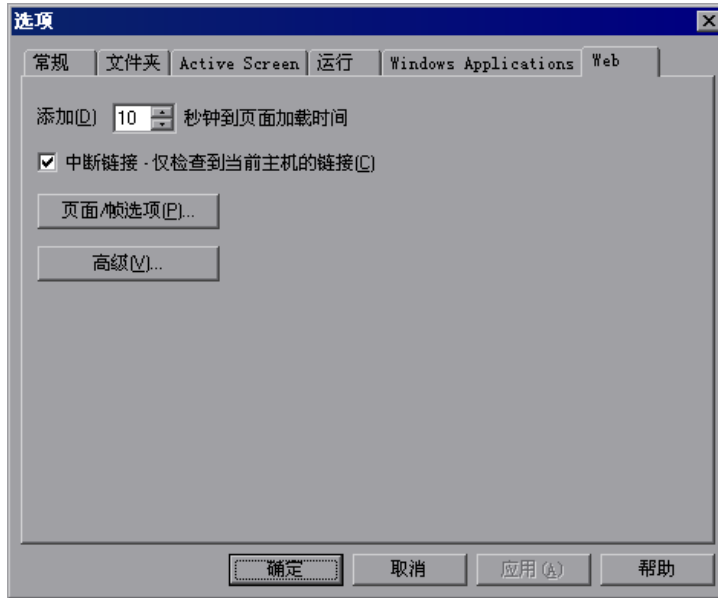 选项
常规 文件夹 Active Screen 运行 Windows Applications Web
添加(D) 10 秒钟到页面加载时间
中断链接 - 仅检查到当前主机的链接(C)
页面/帧选项(P)...
高级(V)...
确定 取消 应用(A) 帮助